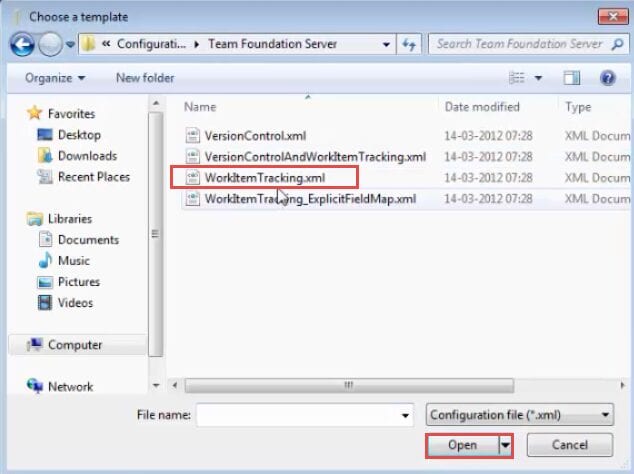 Choose a template
« Configurati... ▸ Team Foundation Server
Search Team Foundation Server
Organize
New folder
Name
Date modified
Type
Favorites
Desktop
Downloads
Recent Places
Libraries
Documents
Music
Pictures
Videos
Computer
Network
VersionControl.xml 14-03-2012 07:28 XML Docum
VersionControlAndWorkItemTracking.xml 14-03-2012 07:28 XML Docum
WorkItemTracking.xml 14-03-2012 07:28 XML Docum
WorkItemTracking_ExplicitFieldMap.xml 14-03-2012 07:28 XML Docum
File name:
Configuration file (*.xml)
Open
Cancel